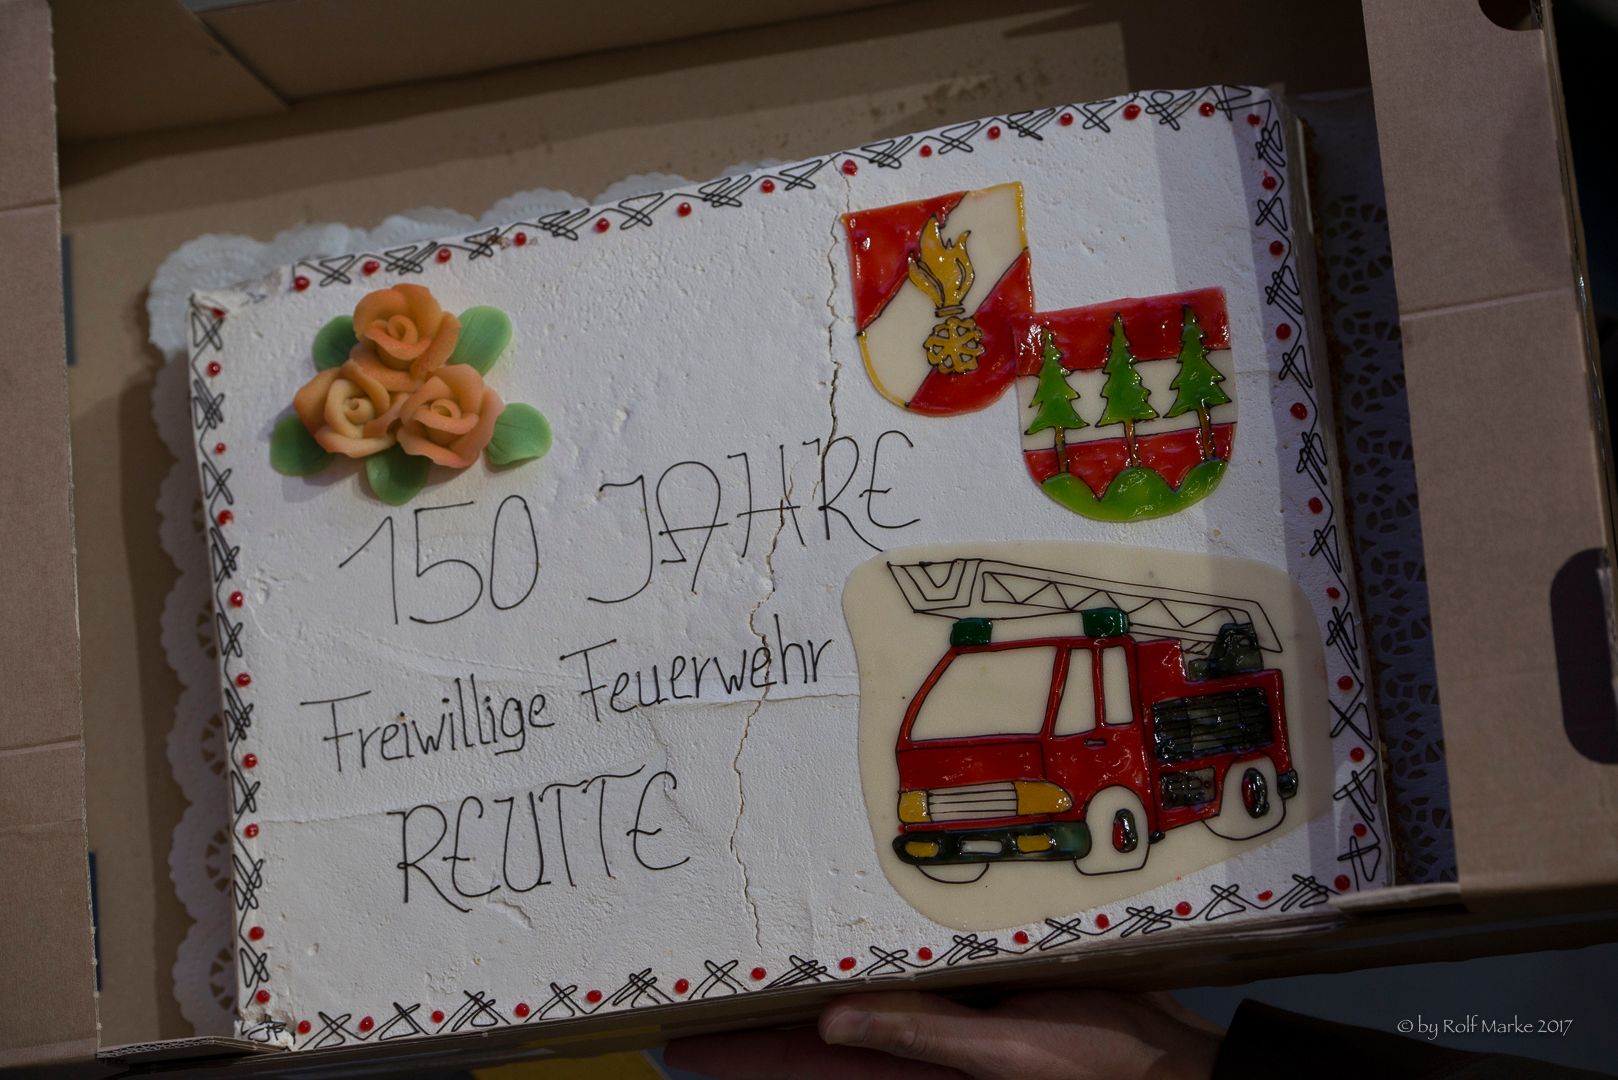 150 JAHRE
Freiwillige Feuerwehr
REUTTE
© by Rolf Marke 2017